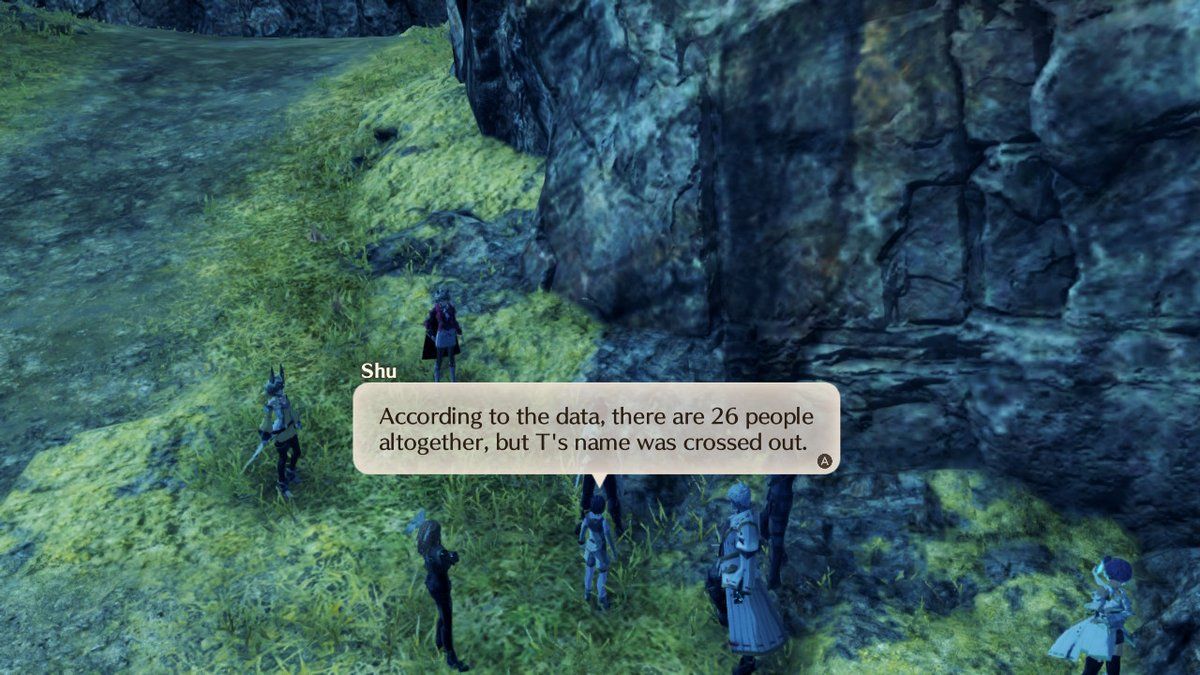 Shu
According to the data, there are 26 people
altogether, but T's name was crossed out.
A